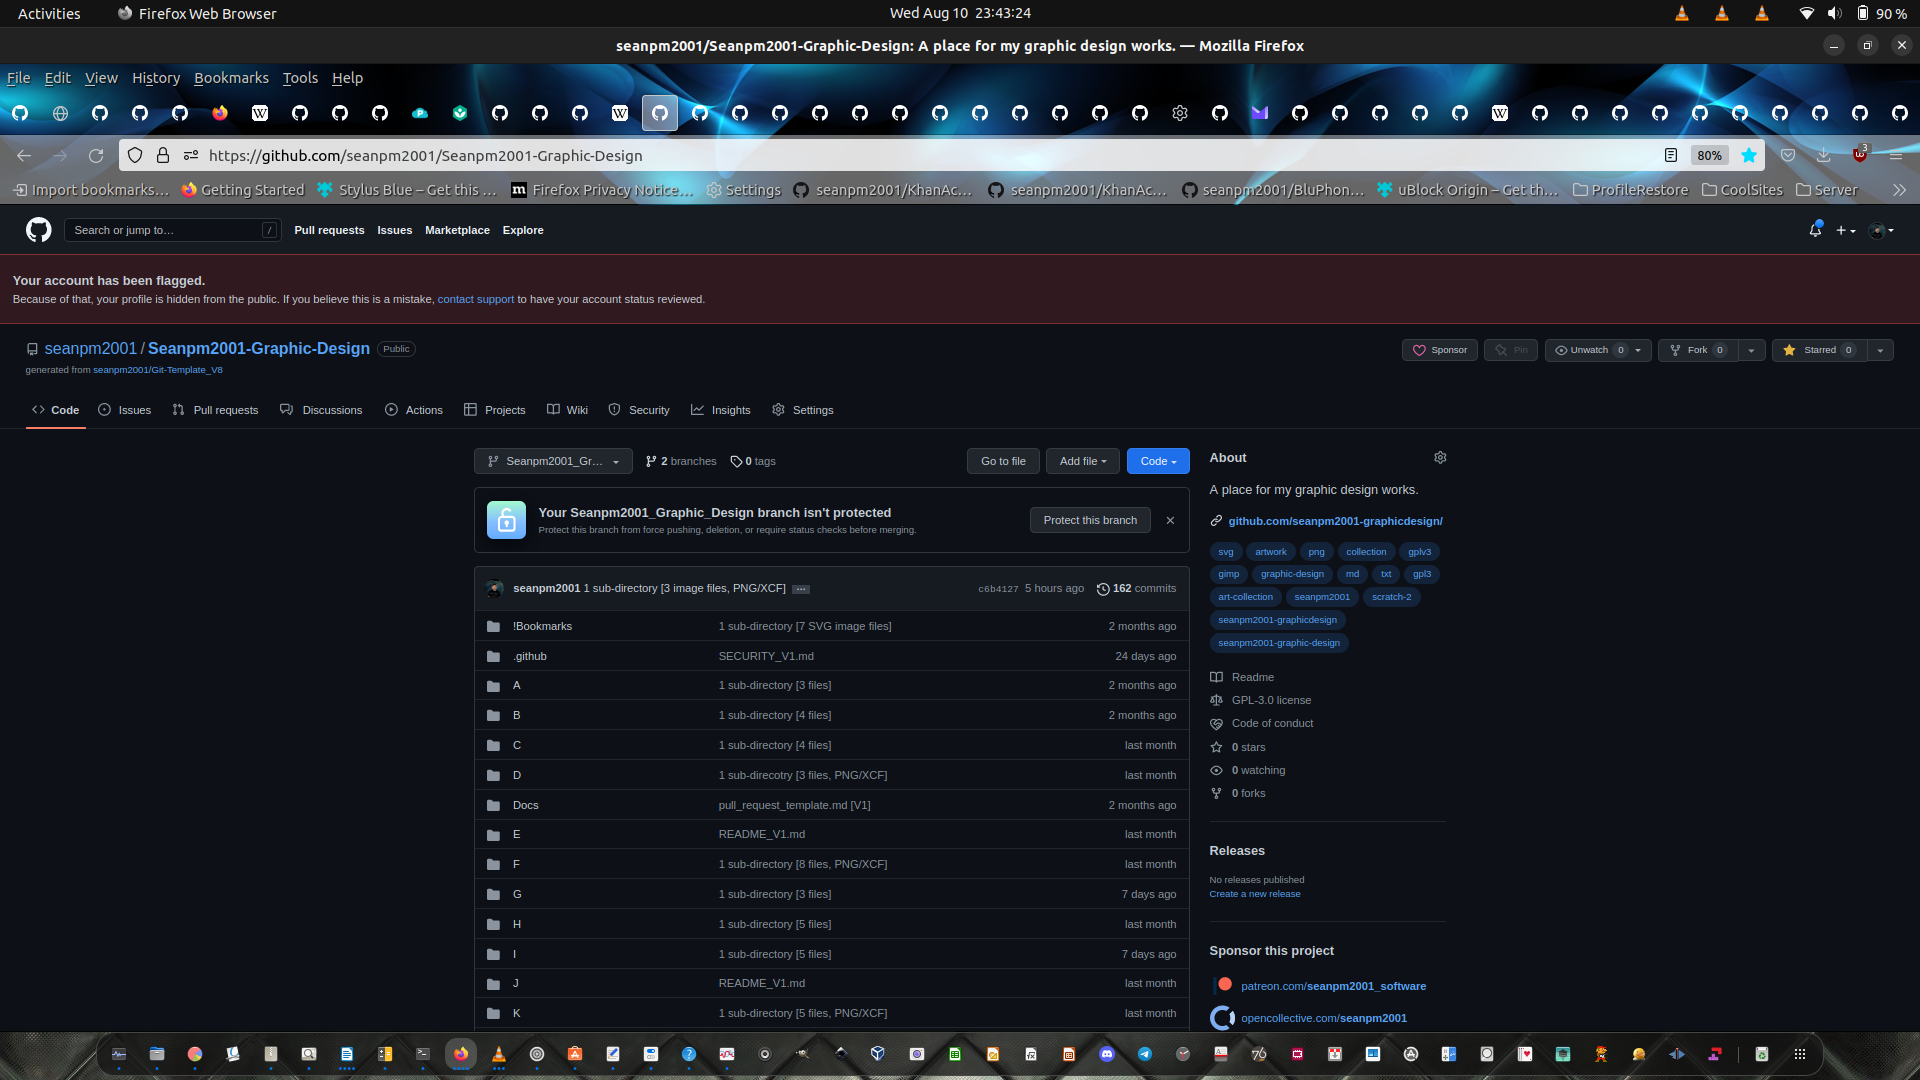 Activities
Firefox Web Browser
Wed Aug 10 23:43:24
90 %
seanpm2001/Seanpm2001-Graphic-Design: A place for my graphic design works. — Mozilla Firefox
File Edit View History Bookmarks Tools Help
https://github.com/seanpm2001/Seanpm2001-Graphic-Design
80%
3
Import bookmarks… Getting Started Stylus Blue – Get this … Firefox Privacy Notice… Settings seanpm2001/KhanAc… seanpm2001/KhanAc… seanpm2001/BluPhon… uBlock Origin – Get th… ProfileRestore CoolSites Server
Search or jump to… /
Pull requests Issues Marketplace Explore
Your account has been flagged.
Because of that, your profile is hidden from the public. If you believe this is a mistake, contact support to have your account status reviewed.
seanpm2001 / Seanpm2001-Graphic-Design Public
Sponsor Pin Unwatch 0 Fork 0 Starred 0
generated from seanpm2001/Git-Template_V8
Code Issues Pull requests Discussions Actions Projects Wiki Security Insights Settings
Seanpm2001_Gr… 2 branches 0 tags
Go to file Add file Code
Your Seanpm2001_Graphic_Design branch isn't protected
Protect this branch from force pushing, deletion, or require status checks before merging.
Protect this branch
seanpm2001 1 sub-directory [3 image files, PNG/XCF] … c6b4127 5 hours ago 162 commits
!Bookmarks 1 sub-directory [7 SVG image files] 2 months ago
.github SECURITY_V1.md 24 days ago
A 1 sub-directory [3 files] 2 months ago
B 1 sub-directory [4 files] 2 months ago
C 1 sub-directory [4 files] last month
D 1 sub-direcotry [3 files, PNG/XCF] last month
Docs pull_request_template.md [V1] 2 months ago
E README_V1.md last month
F 1 sub-directory [8 files, PNG/XCF] last month
G 1 sub-directory [3 files] 7 days ago
H 1 sub-directory [5 files] last month
I 1 sub-directory [5 files] 7 days ago
J README_V1.md last month
K 1 sub-directory [5 files, PNG/XCF] last month
About
A place for my graphic design works.
github.com/seanpm2001-graphicdesign/
svg artwork png collection gplv3
gimp graphic-design md txt gpl3
art-collection seanpm2001 scratch-2
seanpm2001-graphicdesign
seanpm2001-graphic-design
Readme
GPL-3.0 license
Code of conduct
0 stars
0 watching
0 forks
Releases
No releases published
Create a new release
Sponsor this project
patreon.com/seanpm2001_software
opencollective.com/seanpm2001